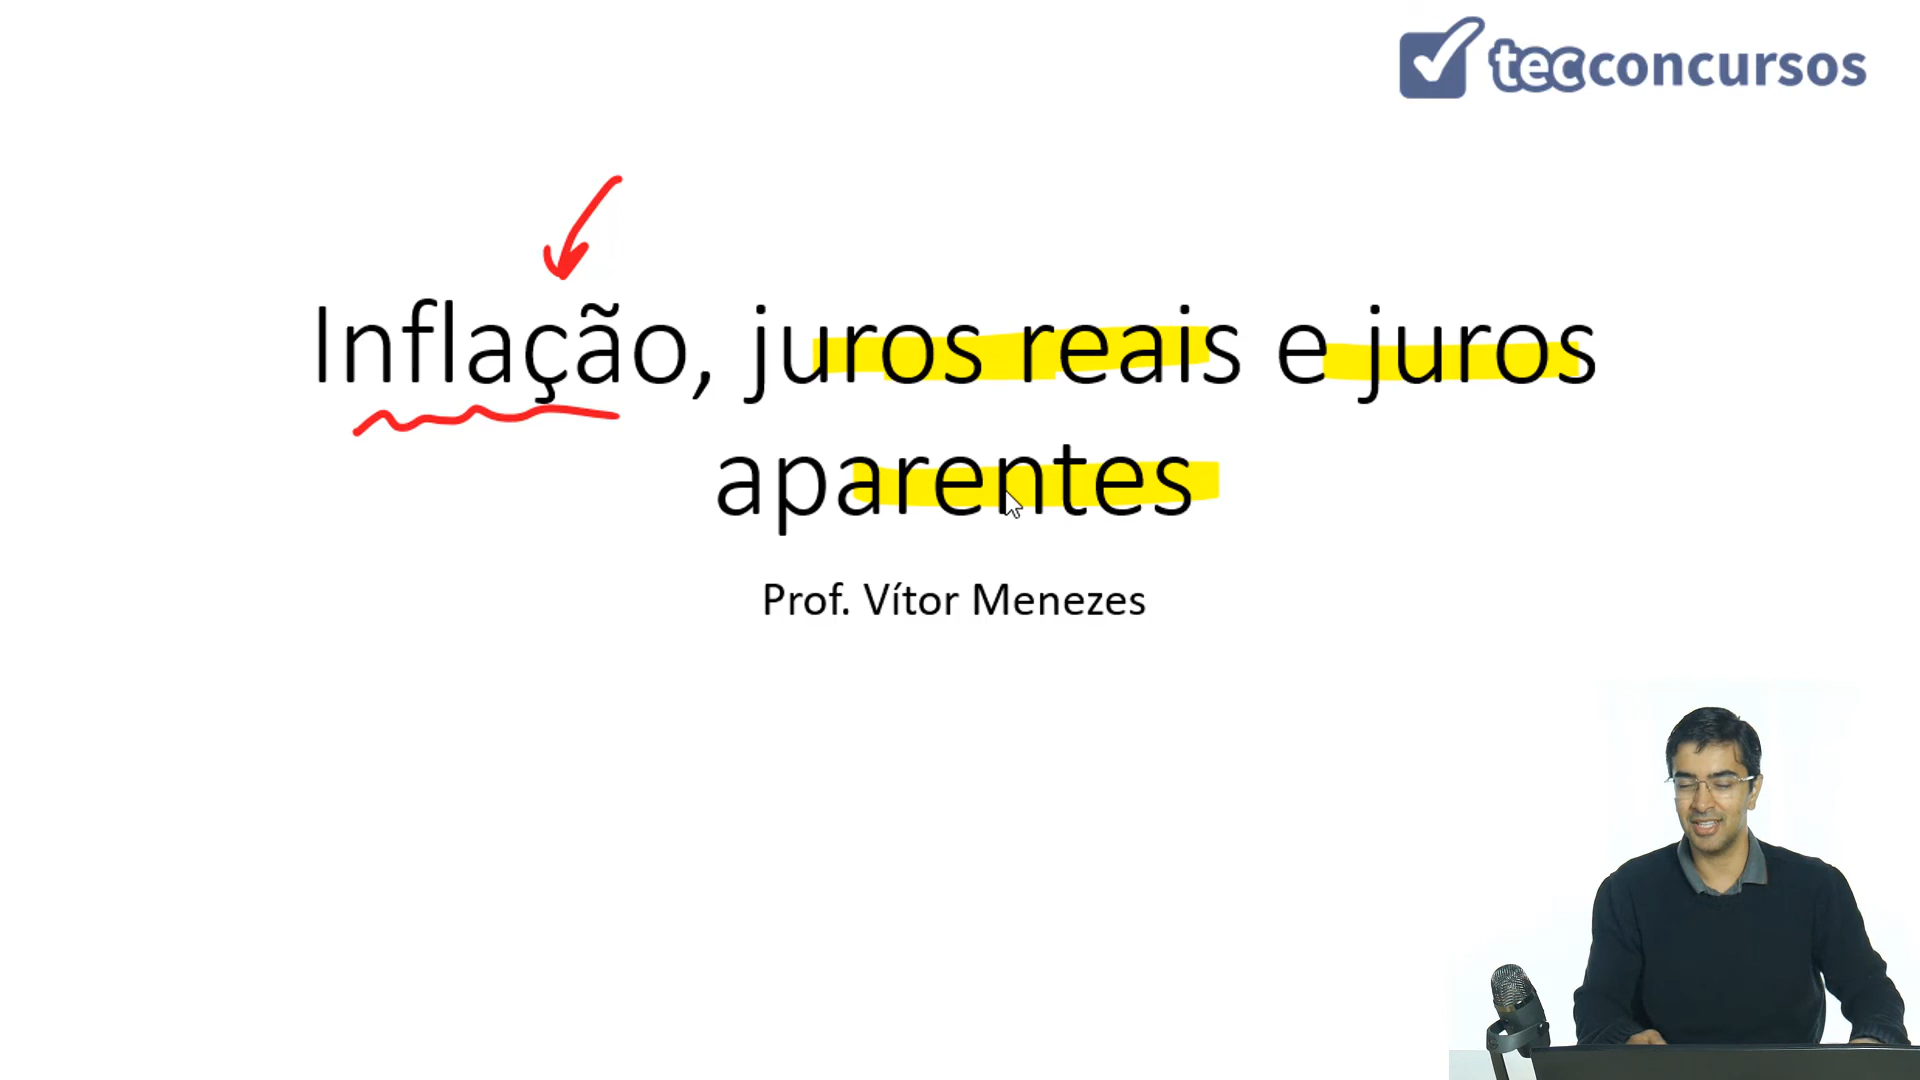 tecconcursos
Inflação, juros reais e juros
aparentes
Prof. Vítor Menezes